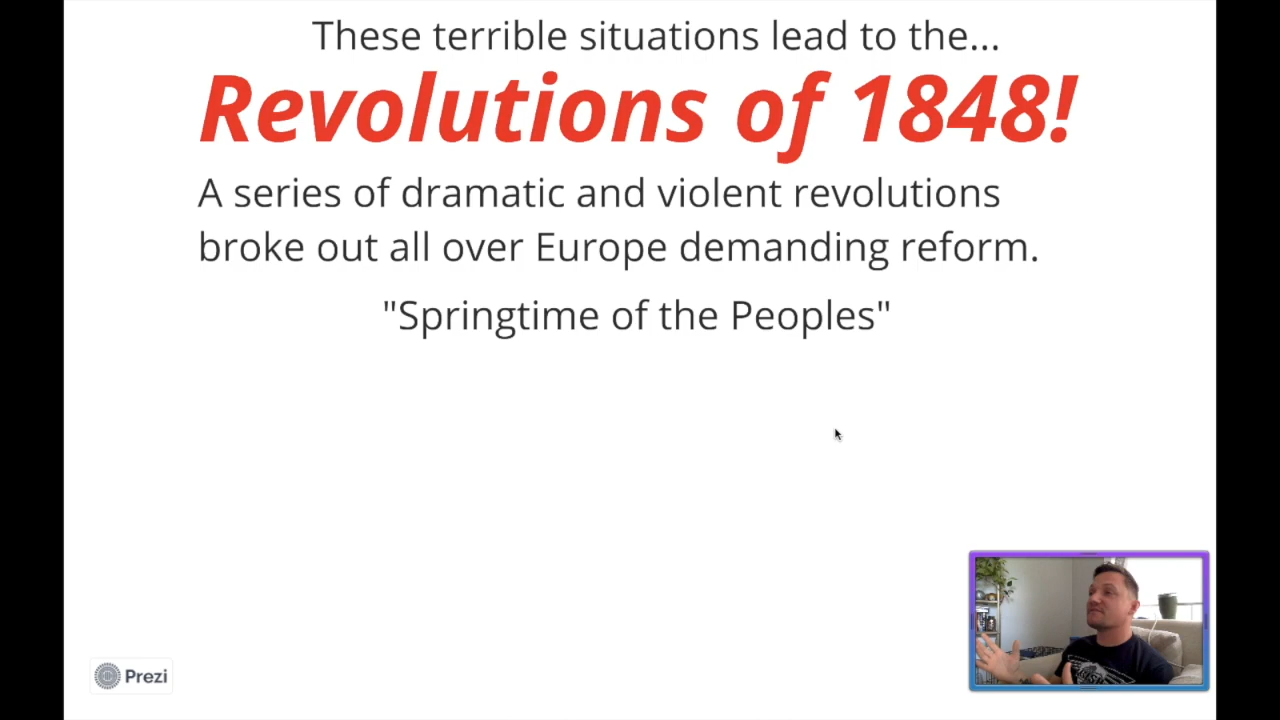 These terrible situations lead to the...
Revolutions of 1848!
A series of dramatic and violent revolutions
broke out all over Europe demanding reform.
"Springtime of the Peoples"
Prezi